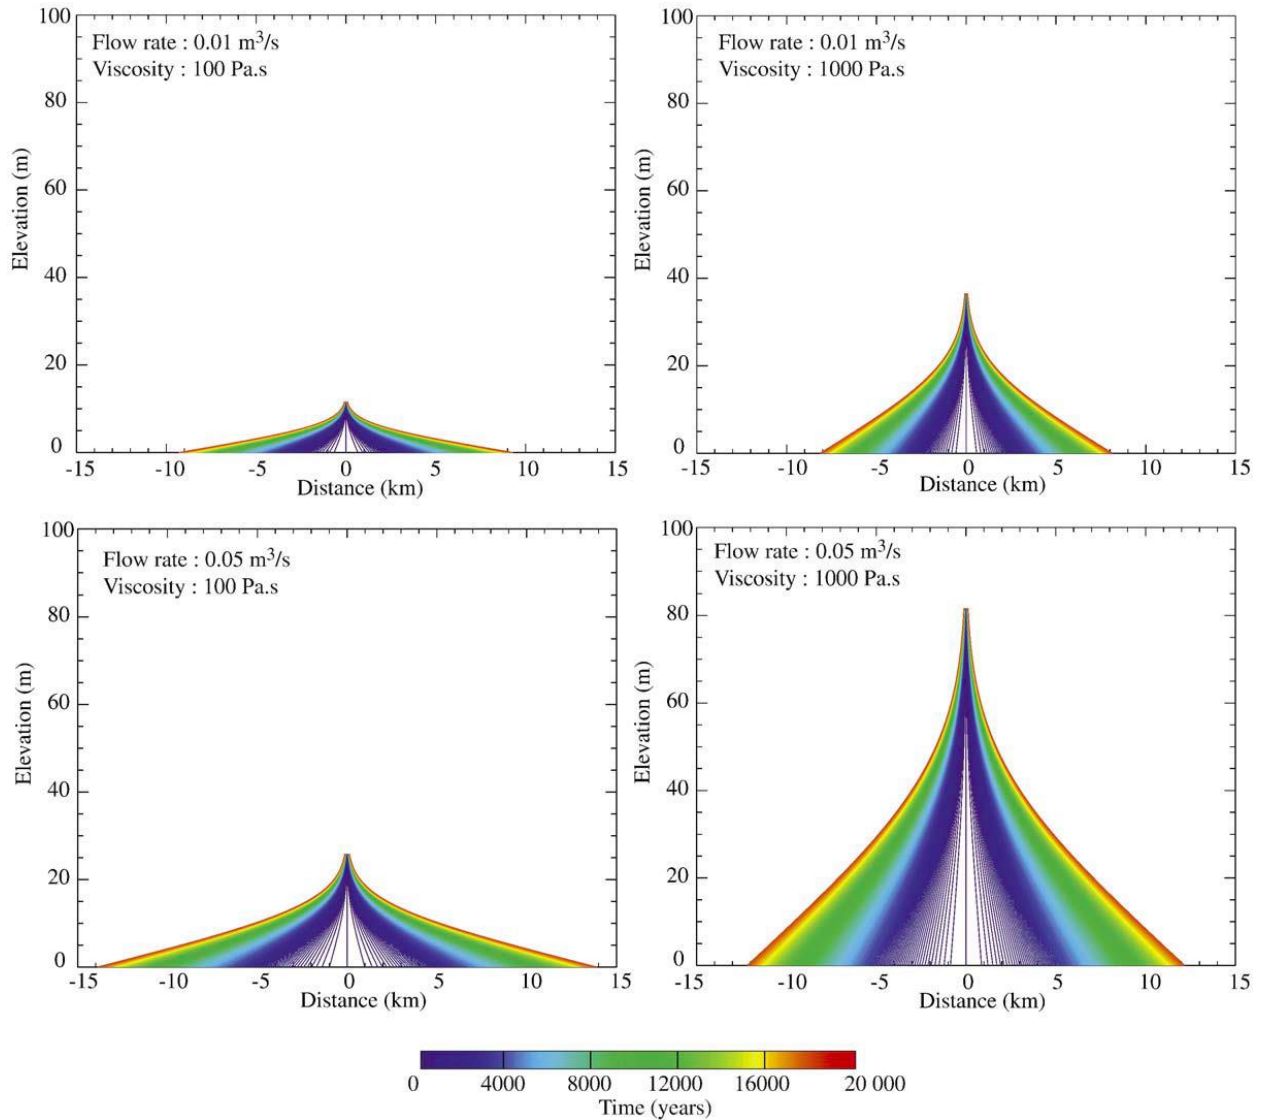 100
Flow rate : 0.01 m³/s
Viscosity : 100 Pa.s
80
60
40
20
0
Elevation (m)
-15 -10 -5 0 5 10 15
Distance (km)
100
Flow rate : 0.01 m³/s
Viscosity : 1000 Pa.s
80
60
40
20
0
Elevation (m)
-15 -10 -5 0 5 10 15
Distance (km)
100
Flow rate : 0.05 m³/s
Viscosity : 100 Pa.s
80
60
40
20
0
Elevation (m)
-15 -10 -5 0 5 10 15
Distance (km)
100
Flow rate : 0.05 m³/s
Viscosity : 1000 Pa.s
80
60
40
20
0
Elevation (m)
-15 -10 -5 0 5 10 15
Distance (km)
0 4000 8000 12000 16000 20 000
Time (years)